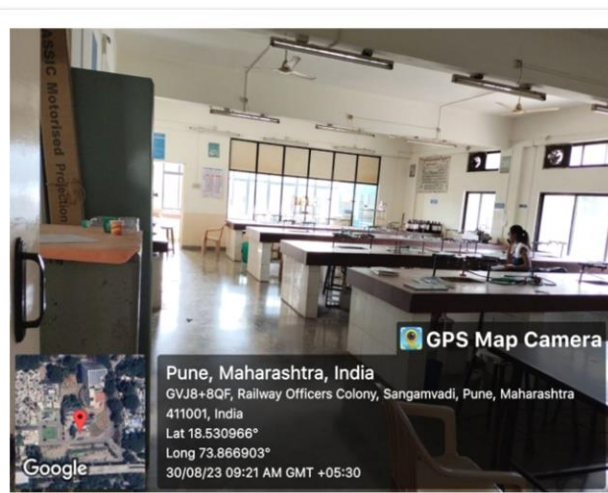 ASSIC Motorised Projection
GPS Map Camera
Pune, Maharashtra, India
GVJ8+8QF, Railway Officers Colony, Sangamvadi, Pune, Maharashtra
411001, India
Lat 18.530966°
Long 73.866903°
30/08/23 09:21 AM GMT +05:30
Google